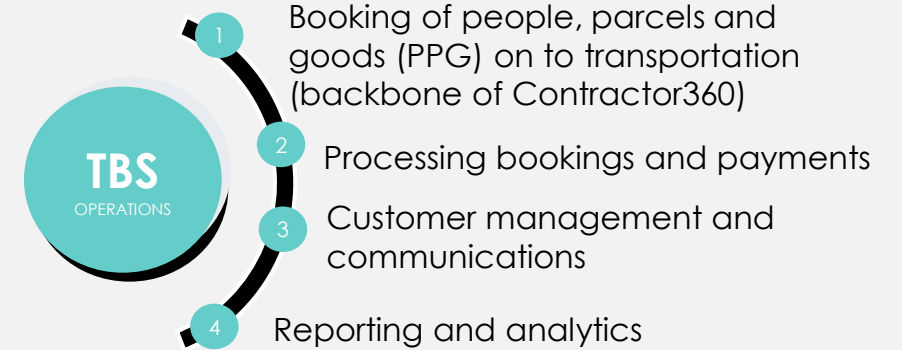 TBS
OPERATIONS
1
Booking of people, parcels and
goods (PPG) on to transportation
(backbone of Contractor360)
2
Processing bookings and payments
3
Customer management and
communications
4
Reporting and analytics